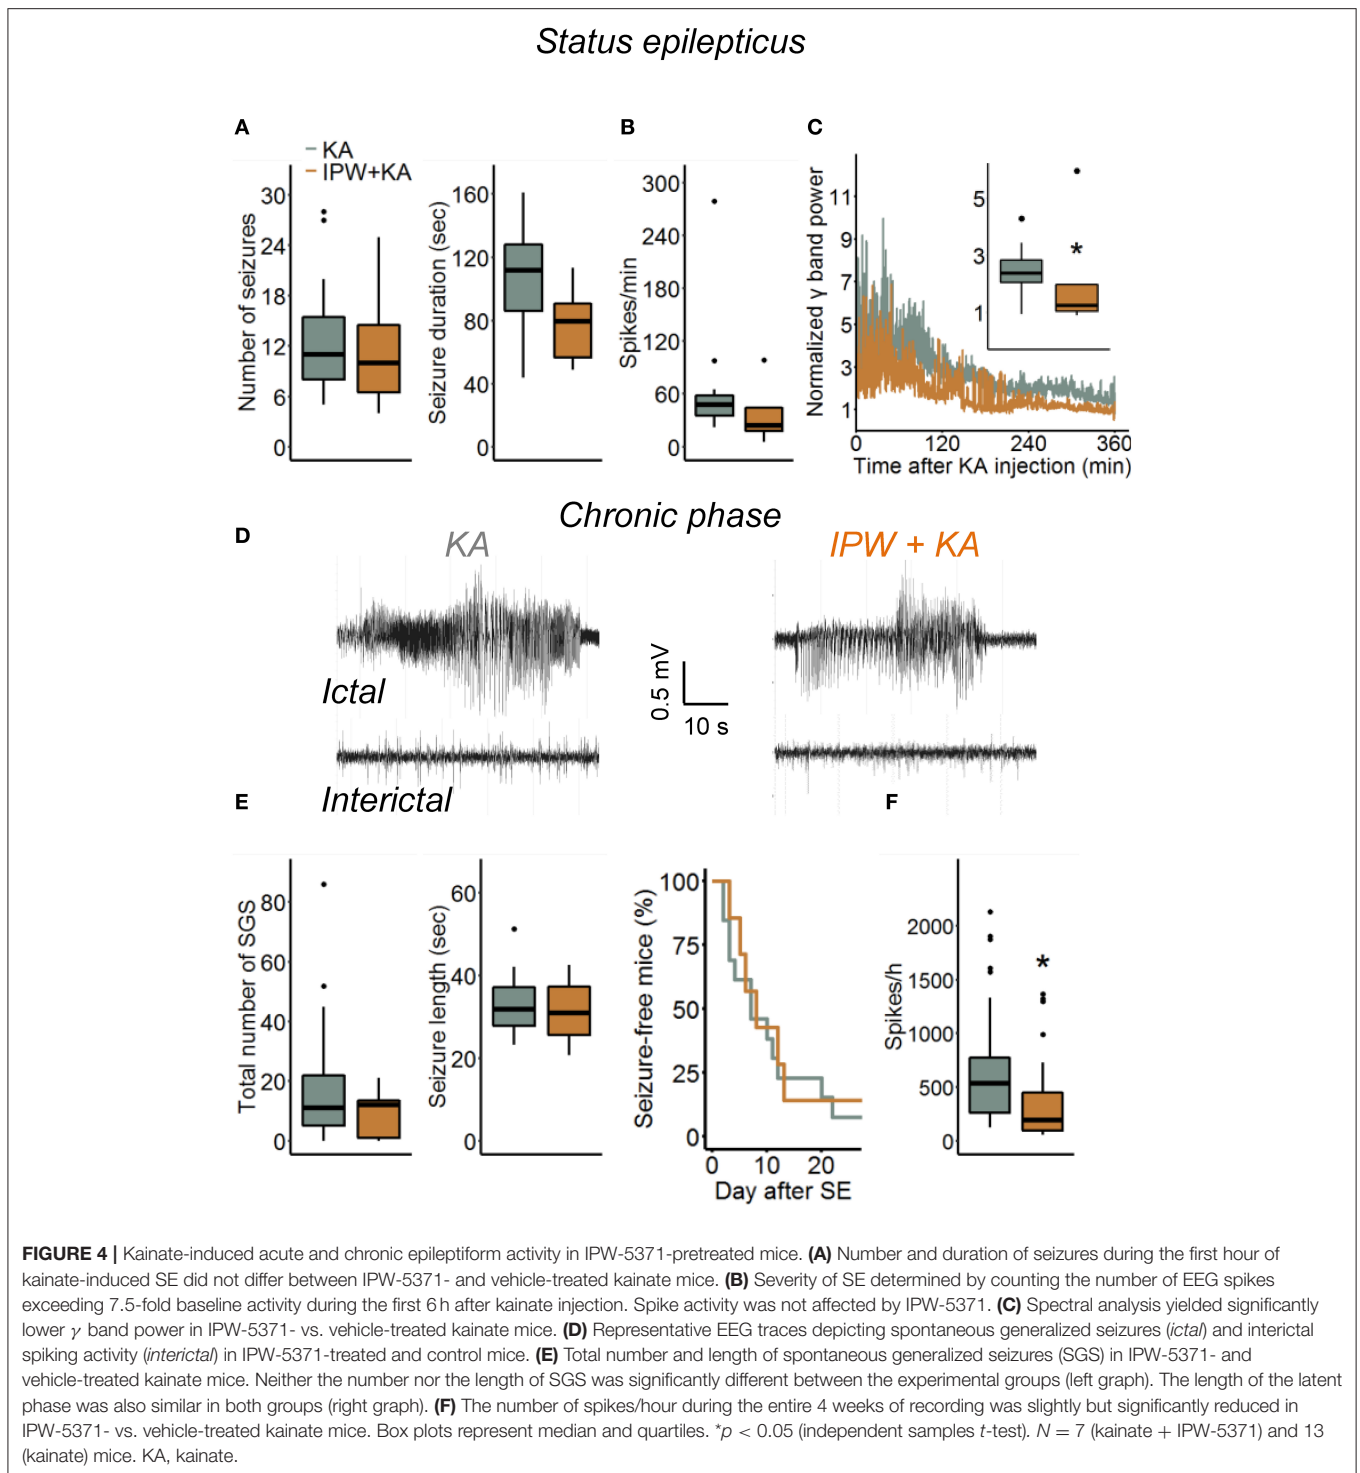 Status epilepticus
A
B
C
KA
IPW+KA
Number of seizures
30
24
18
12
6
0
Seizure duration (sec)
160
120
80
40
0
Spikes/min
300
240
180
120
60
0
Normalized γ band power
11
9
7
5
3
1
5
3
1
*
0 120 240 360
Time after KA injection (min)
Chronic phase
D
KA
IPW + KA
Ictal
0.5 mV
10 s
Interictal
E
F
Total number of SGS
80
60
40
20
0
Seizure length (sec)
60
40
20
0
Seizure-free mice (%)
100
75
50
25
0
0 10 20
Day after SE
Spikes/h
2000
1500
1000
500
0
*
FIGURE 4 | Kainate-induced acute and chronic epileptiform activity in IPW-5371-pretreated mice. (A) Number and duration of seizures during the first hour of
kainate-induced SE did not differ between IPW-5371- and vehicle-treated kainate mice. (B) Severity of SE determined by counting the number of EEG spikes
exceeding 7.5-fold baseline activity during the first 6 h after kainate injection. Spike activity was not affected by IPW-5371. (C) Spectral analysis yielded significantly
lower γ band power in IPW-5371- vs. vehicle-treated kainate mice. (D) Representative EEG traces depicting spontaneous generalized seizures (ictal) and interictal
spiking activity (interictal) in IPW-5371-treated and control mice. (E) Total number and length of spontaneous generalized seizures (SGS) in IPW-5371- and
vehicle-treated kainate mice. Neither the number nor the length of SGS was significantly different between the experimental groups (left graph). The length of the latent
phase was also similar in both groups (right graph). (F) The number of spikes/hour during the entire 4 weeks of recording was slightly but significantly reduced in
IPW-5371- vs. vehicle-treated kainate mice. Box plots represent median and quartiles. *p < 0.05 (independent samples t-test). N = 7 (kainate + IPW-5371) and 13
(kainate) mice. KA, kainate.